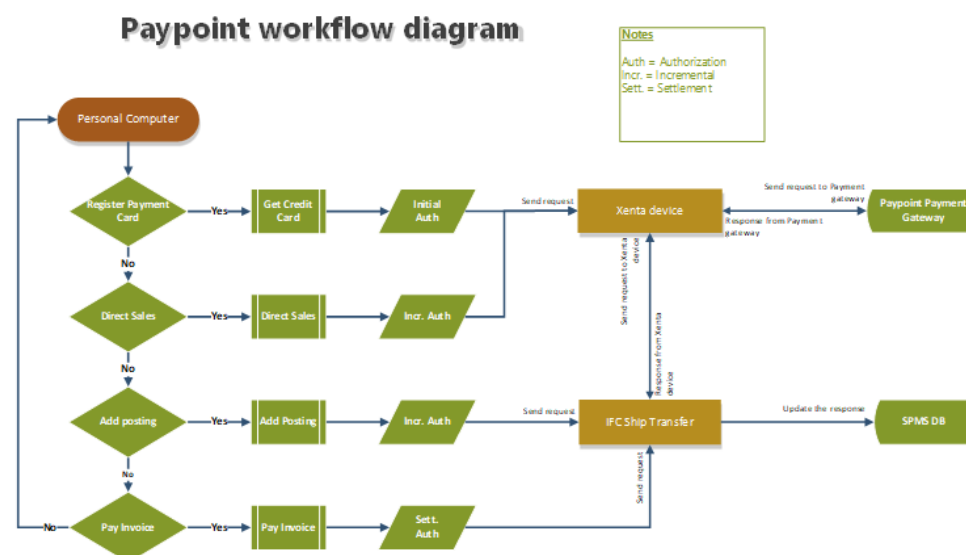 Paypoint workflow diagram
Notes
Auth = Authorization
Incr. = Incremental
Sett. = Settlement
Personal Computer
Register Payment
Card
Yes
Get Credit
Card
Initial
Auth
Send request
Xenta device
Send request to Payment
gateway
Response from Payment
gateway
Paypoint Payment
Gateway
No
Send request to Xenta
device
Direct Sales
Yes
Direct Sales
Incr. Auth
Response from Xenta
device
No
Add posting
Yes
Add Posting
Incr. Auth
Send request
IFC Ship Transfer
Update the response
SPMS DB
No
Send request
No
Pay Invoice
Yes
Pay Invoice
Sett.
Auth